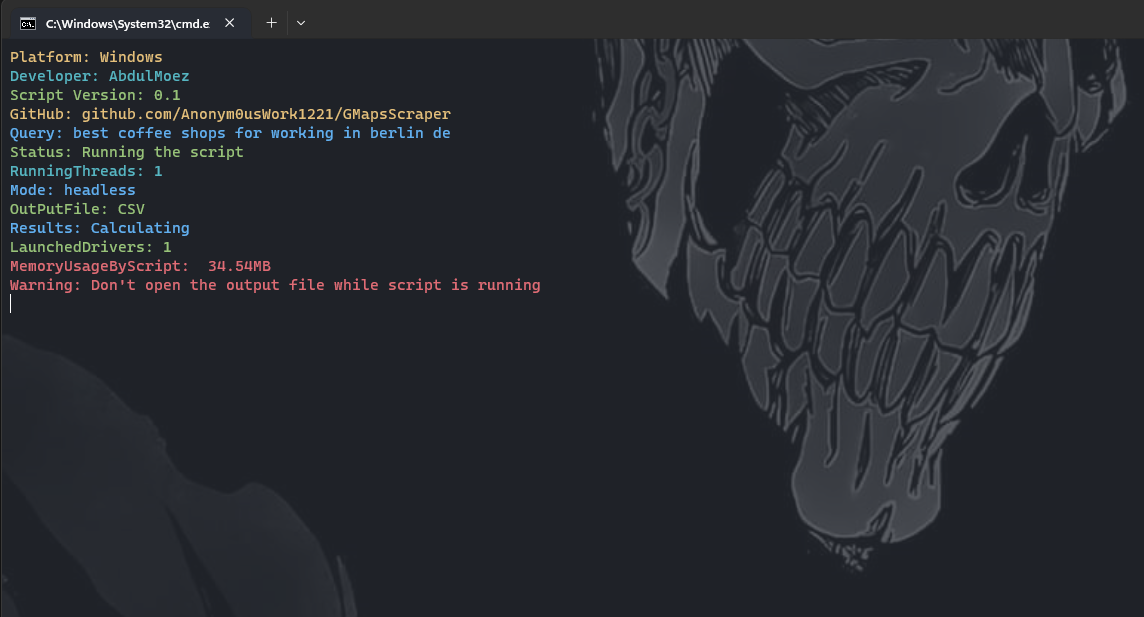 C:\Windows\System32\cmd.e
Platform: Windows
Developer: AbdulMoez
Script Version: 0.1
GitHub: github.com/Anonym0usWork1221/GMapsScraper
Query: best coffee shops for working in berlin de
Status: Running the script
RunningThreads: 1
Mode: headless
OutPutFile: CSV
Results: Calculating
LaunchedDrivers: 1
MemoryUsageByScript:  34.54MB
Warning: Don't open the output file while script is running